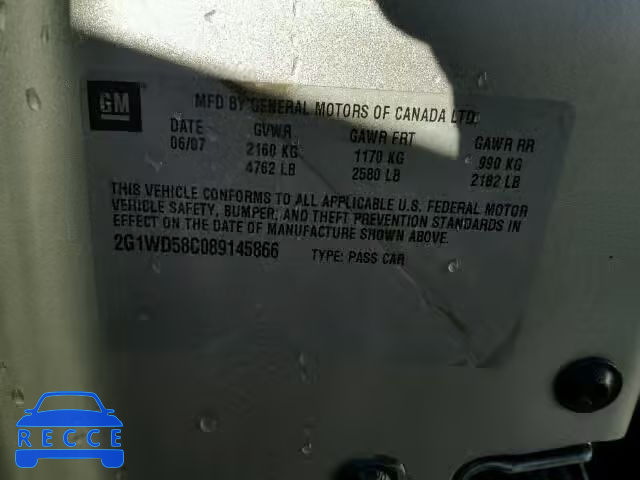 GM
MFD BY GENERAL MOTORS OF CANADA LTD.
DATE GVWR GAWR FRT GAWR RR
06/07 2160 KG 1170 KG 990 KG
4762 LB 2580 LB 2182 LB
THIS VEHICLE CONFORMS TO ALL APPLICABLE U.S. FEDERAL MOTOR
VEHICLE SAFETY, BUMPER, AND THEFT PREVENTION STANDARDS IN
EFFECT ON THE DATE OF MANUFACTURE SHOWN ABOVE.
2G1WD58C089145866 TYPE: PASS CAR
RECCE